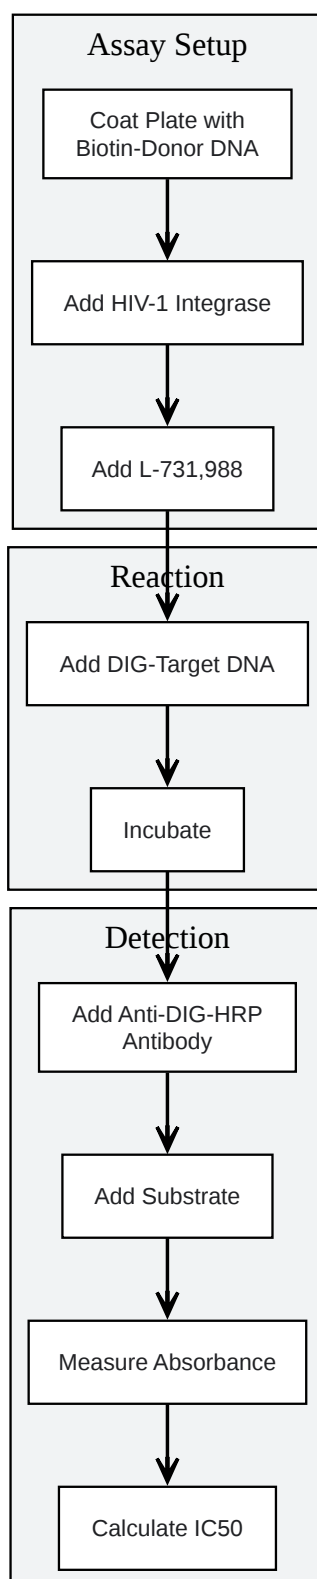 Assay Setup
Coat Plate with
Biotin-Donor DNA
Add HIV-1 Integrase
Add L-731,988
Reaction
Add DIG-Target DNA
Incubate
Detection
Add Anti-DIG-HRP
Antibody
Add Substrate
Measure Absorbance
Calculate IC50